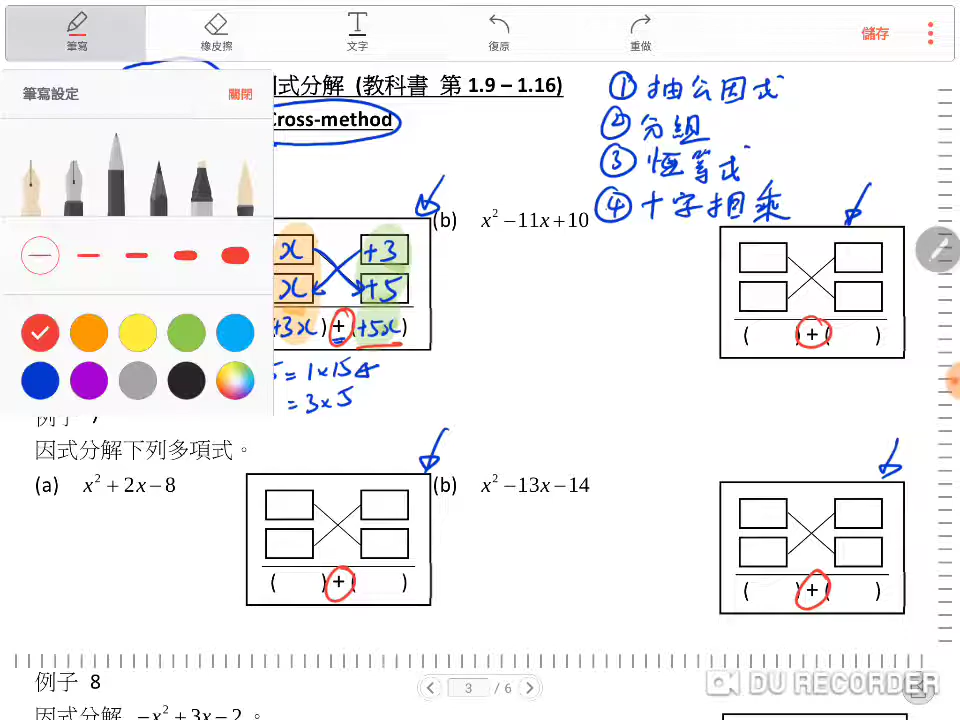 筆寫 橡皮擦 文字 復原 重做 儲存
筆寫設定 關閉
式分解 (教科書 第 1.9 – 1.16)
Cross-method
①抽公因式
②分組
③恆等式
④十字相乘
x +3
x +5
+3x) + (+5x)
= 1×15
= 3×5
(b) x² −11x+10
( ) + ( )
例子 7
因式分解下列多項式。
(a) x² + 2x − 8
( ) + ( )
(b) x² −13x −14
( ) + ( )
例子 8
因式分解 −x² + 3x − 2 。
3 / 6
DU RECORDER